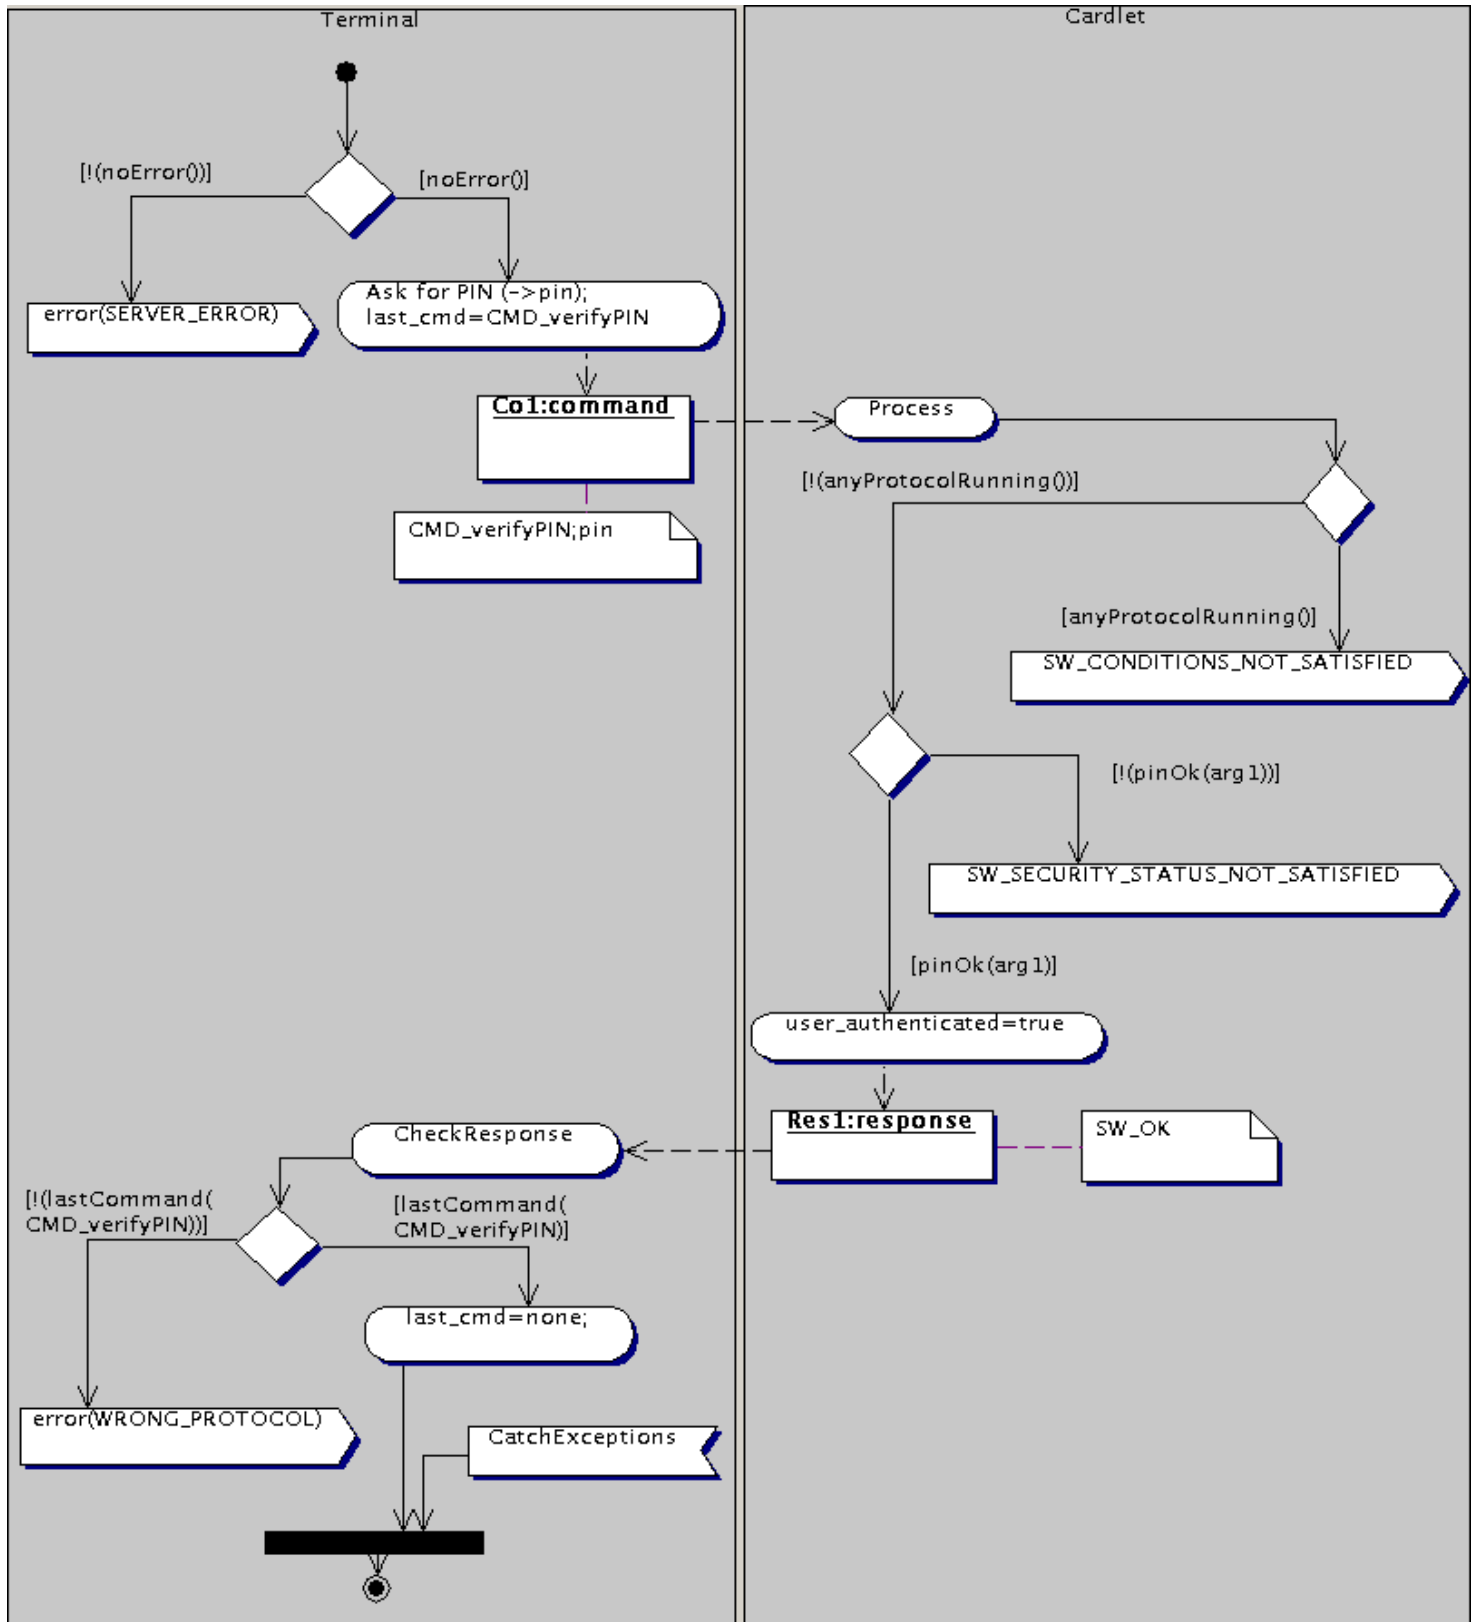 Terminal
Cardlet
[!(noError())]
[noError()]
error(SERVER_ERROR)
Ask for PIN (->pin);
last_cmd=CMD_verifyPIN
Co1:command
CMD_verifyPIN;pin
Process
[!(anyProtocolRunning())]
[anyProtocolRunning()]
SW_CONDITIONS_NOT_SATISFIED
[!(pinOk(arg1))]
SW_SECURITY_STATUS_NOT_SATISFIED
[pinOk(arg1)]
user_authenticated=true
Res1:response
SW_OK
CheckResponse
[!(lastCommand(
CMD_verifyPIN))]
[lastCommand(
CMD_verifyPIN)]
last_cmd=none;
error(WRONG_PROTOCOL)
CatchExceptions